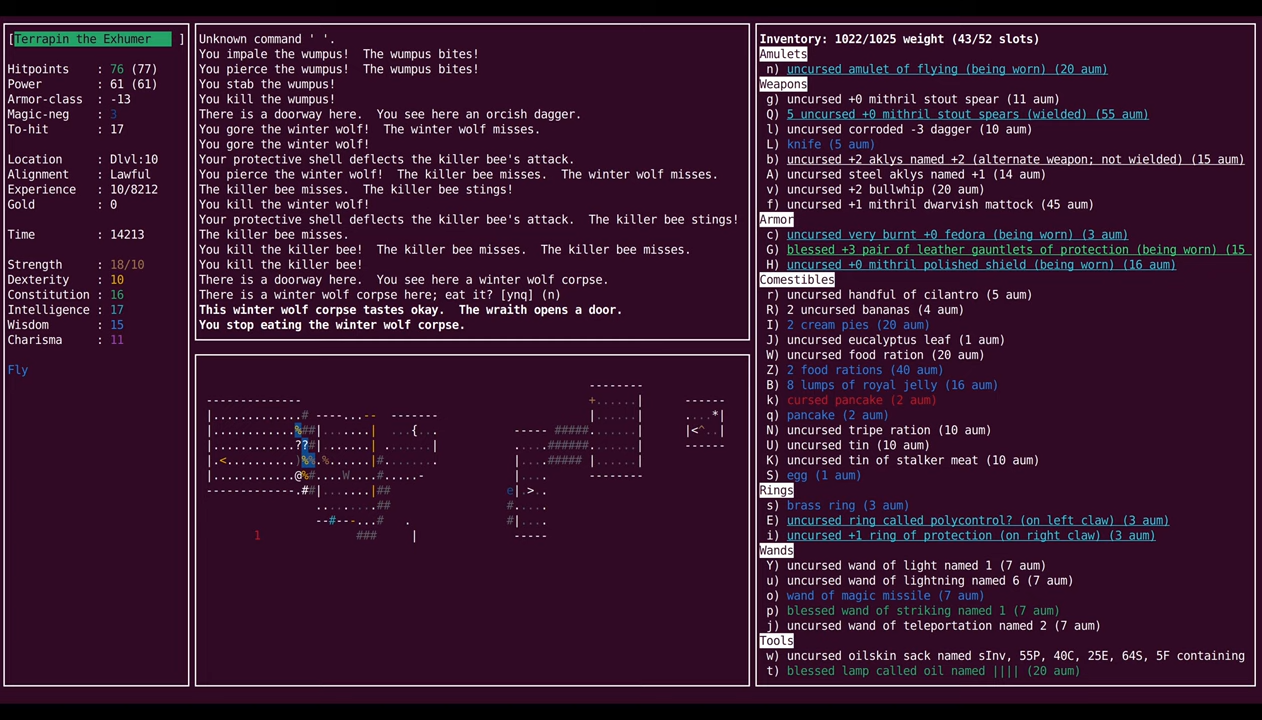 [Terrapin the Exhumer ]
Hitpoints : 76 (77)
Power : 61 (61)
Armor-class : -13
Magic-neg : 3
To-hit : 17
Location : Dlvl:10
Alignment : Lawful
Experience : 10/8212
Gold : 0
Time : 14213
Strength : 18/10
Dexterity : 10
Constitution : 16
Intelligence : 17
Wisdom : 15
Charisma : 11
Fly
Unknown command ' '.
You impale the wumpus! The wumpus bites!
You pierce the wumpus! The wumpus bites!
You stab the wumpus!
You kill the wumpus!
There is a doorway here. You see here an orcish dagger.
You gore the winter wolf! The winter wolf misses.
You gore the winter wolf!
Your protective shell deflects the killer bee's attack.
You pierce the winter wolf! The killer bee misses. The winter wolf misses.
The killer bee misses. The killer bee stings!
You kill the winter wolf!
Your protective shell deflects the killer bee's attack. The killer bee stings!
The killer bee misses.
You kill the killer bee! The killer bee misses. The killer bee misses.
You kill the killer bee!
There is a doorway here. You see here a winter wolf corpse.
There is a winter wolf corpse here; eat it? [ynq] (n)
This winter wolf corpse tastes okay. The wraith opens a door.
You stop eating the winter wolf corpse.
Inventory: 1022/1025 weight (43/52 slots)
Amulets
n) uncursed amulet of flying (being worn) (20 aum)
Weapons
g) uncursed +0 mithril stout spear (11 aum)
Q) 5 uncursed +0 mithril stout spears (wielded) (55 aum)
l) uncursed corroded -3 dagger (10 aum)
L) knife (5 aum)
b) uncursed +2 aklys named +2 (alternate weapon; not wielded) (15 aum)
A) uncursed steel aklys named +1 (14 aum)
v) uncursed +2 bullwhip (20 aum)
f) uncursed +1 mithril dwarvish mattock (45 aum)
Armor
c) uncursed very burnt +0 fedora (being worn) (3 aum)
G) blessed +3 pair of leather gauntlets of protection (being worn) (15
H) uncursed +0 mithril polished shield (being worn) (16 aum)
Comestibles
r) uncursed handful of cilantro (5 aum)
R) 2 uncursed bananas (4 aum)
I) 2 cream pies (20 aum)
J) uncursed eucalyptus leaf (1 aum)
W) uncursed food ration (20 aum)
Z) 2 food rations (40 aum)
B) 8 lumps of royal jelly (16 aum)
k) cursed pancake (2 aum)
q) pancake (2 aum)
N) uncursed tripe ration (10 aum)
U) uncursed tin (10 aum)
K) uncursed tin of stalker meat (10 aum)
S) egg (1 aum)
Rings
s) brass ring (3 aum)
E) uncursed ring called polycontrol? (on left claw) (3 aum)
i) uncursed +1 ring of protection (on right claw) (3 aum)
Wands
Y) uncursed wand of light named 1 (7 aum)
u) uncursed wand of lightning named 6 (7 aum)
o) wand of magic missile (7 aum)
p) blessed wand of striking named 1 (7 aum)
j) uncursed wand of teleportation named 2 (7 aum)
Tools
w) uncursed oilskin sack named sInv, 55P, 40C, 25E, 64S, 5F containing
t) blessed lamp called oil named |||| (20 aum)